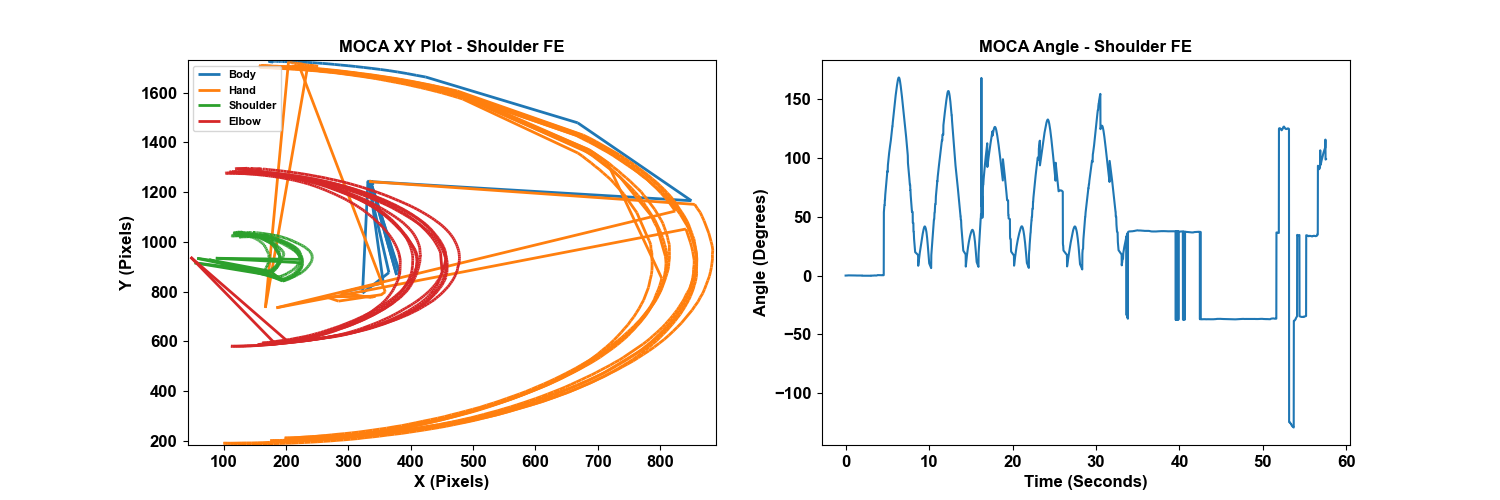 MOCA XY Plot - Shoulder FE
Y (Pixels)
1600
1400
1200
1000
800
600
400
200
Body
Hand
Shoulder
Elbow
100 200 300 400 500 600 700 800
X (Pixels)
MOCA Angle - Shoulder FE
Angle (Degrees)
150
100
50
0
−50
−100
0 10 20 30 40 50 60
Time (Seconds)